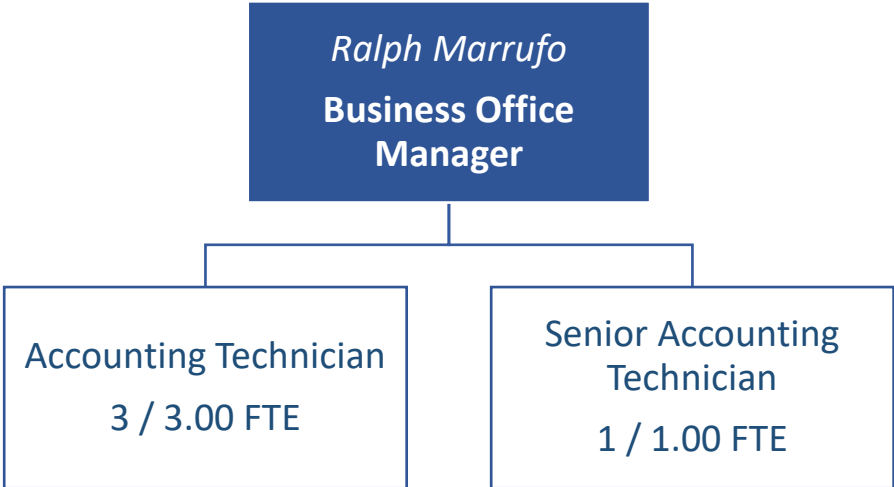 Ralph Marrufo
Business Office
Manager
Accounting Technician
3 / 3.00 FTE
Senior Accounting
Technician
1 / 1.00 FTE